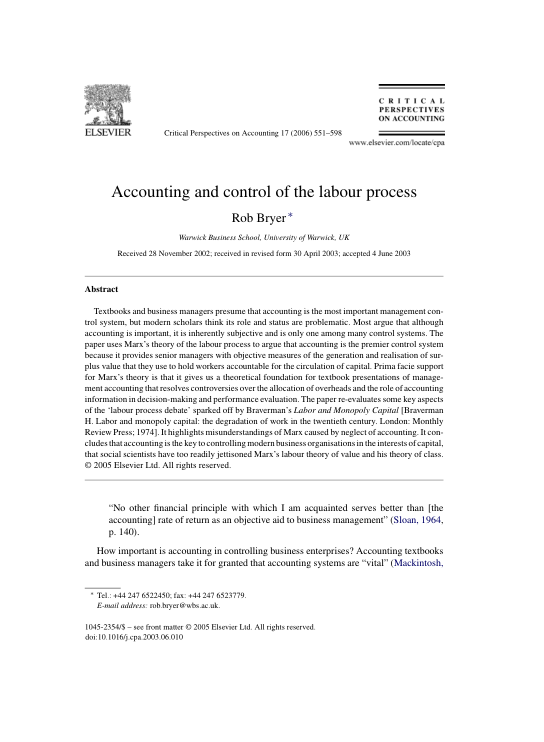 ELSEVIER
Critical Perspectives on Accounting 17 (2006) 551–598
CRITICAL
PERSPECTIVES
ON ACCOUNTING
www.elsevier.com/locate/cpa
Accounting and control of the labour process
Rob Bryer*
Warwick Business School, University of Warwick, UK
Received 28 November 2002; received in revised form 30 April 2003; accepted 4 June 2003
Abstract
Textbooks and business managers presume that accounting is the most important management con-
trol system, but modern scholars think its role and status are problematic. Most argue that although
accounting is important, it is inherently subjective and is only one among many control systems. The
paper uses Marx's theory of the labour process to argue that accounting is the premier control system
because it provides senior managers with objective measures of the generation and realisation of sur-
plus value that they use to hold workers accountable for the circulation of capital. Prima facie support
for Marx's theory is that it gives us a theoretical foundation for textbook presentations of manage-
ment accounting that resolves controversies over the allocation of overheads and the role of accounting
information in decision-making and performance evaluation. The paper re-evaluates some key aspects
of the 'labour process debate' sparked off by Braverman's Labor and Monopoly Capital [Braverman
H. Labor and monopoly capital: the degradation of work in the twentieth century. London: Monthly
Review Press; 1974]. It highlights misunderstandings of Marx caused by neglect of accounting. It con-
cludes that accounting is the key to controlling modern business organisations in the interests of capital,
that social scientists have too readily jettisoned Marx's labour theory of value and his theory of class.
© 2005 Elsevier Ltd. All rights reserved.
"No other financial principle with which I am acquainted serves better than [the
accounting] rate of return as an objective aid to business management" (Sloan, 1964,
p. 140).
How important is accounting in controlling business enterprises? Accounting textbooks
and business managers take it for granted that accounting systems are "vital" (Mackintosh,
* Tel.: +44 247 6522450; fax: +44 247 6523779.
E-mail address: rob.bryer@wbs.ac.uk.
1045-2354/$ – see front matter © 2005 Elsevier Ltd. All rights reserved.
doi:10.1016/j.cpa.2003.06.010